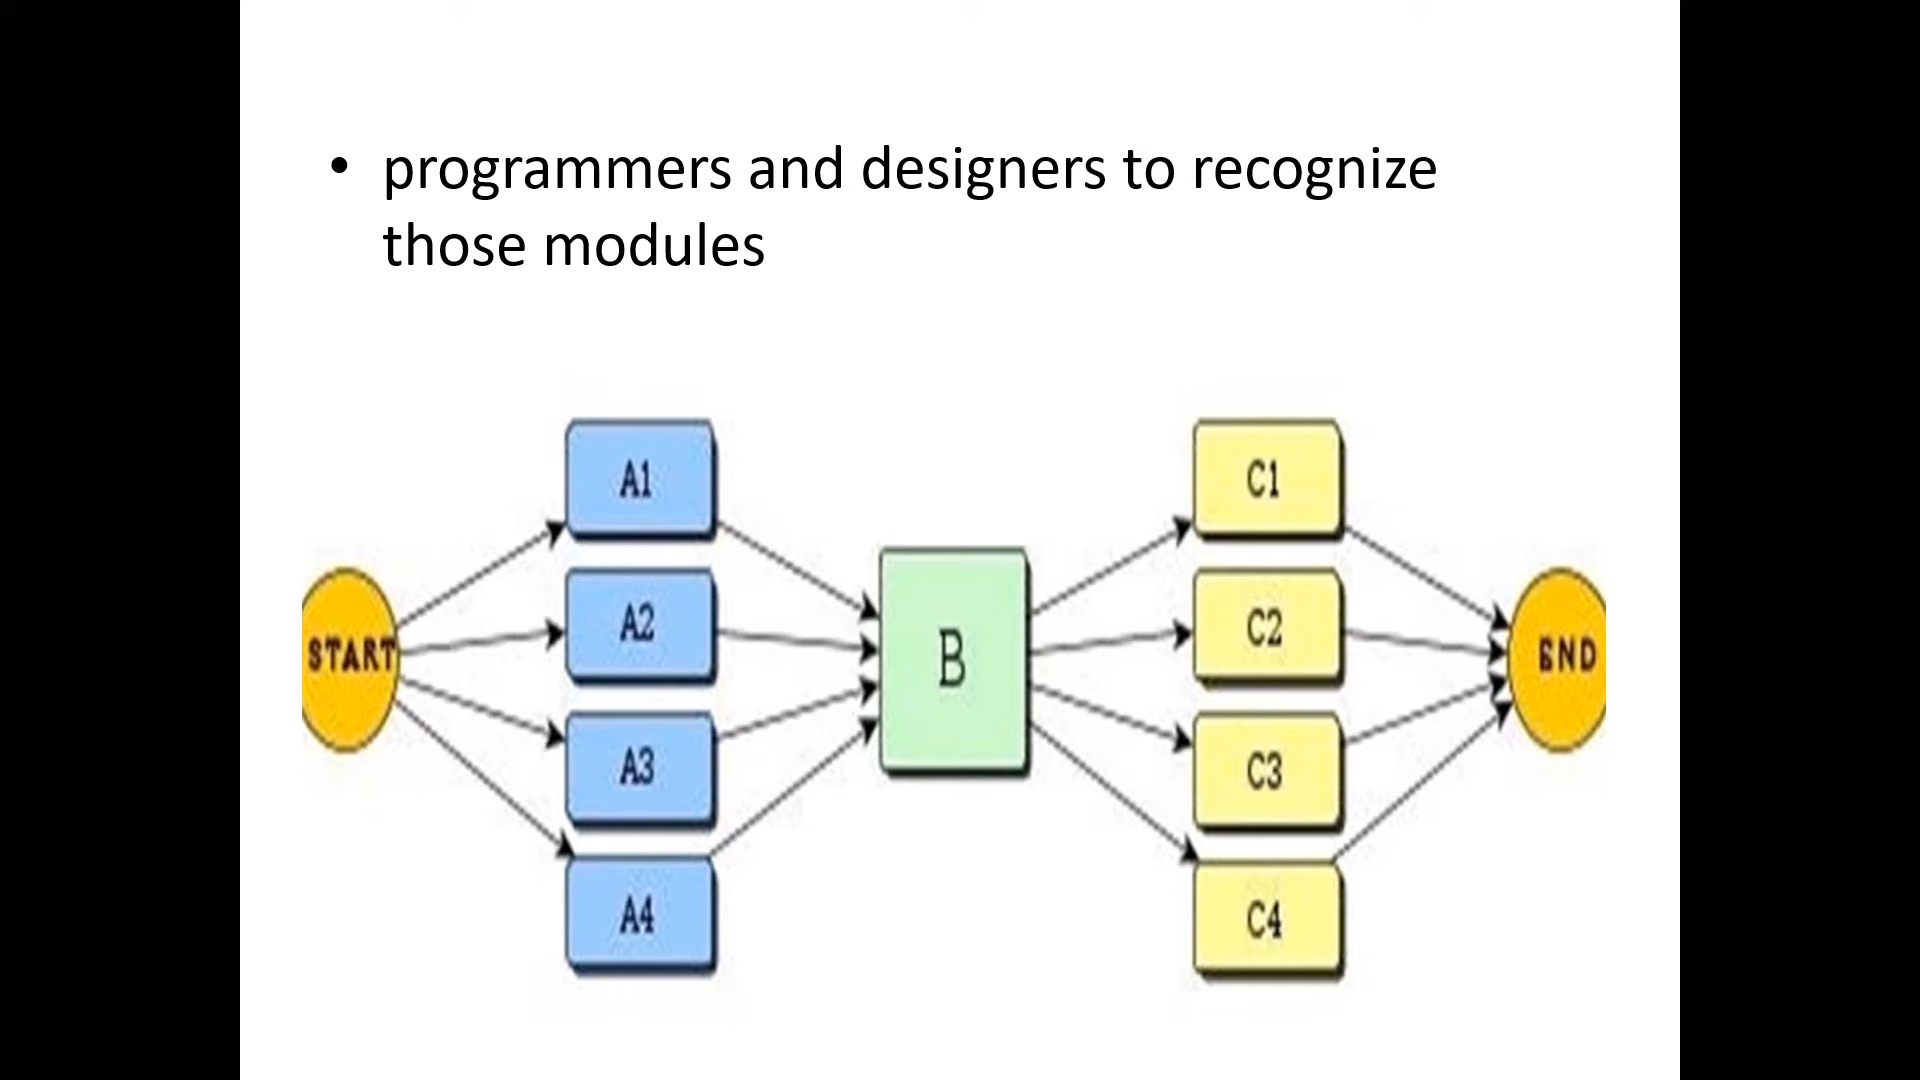 • programmers and designers to recognize
those modules
A1
C1
A2
C2
B
START
END
A3
C3
A4
C4